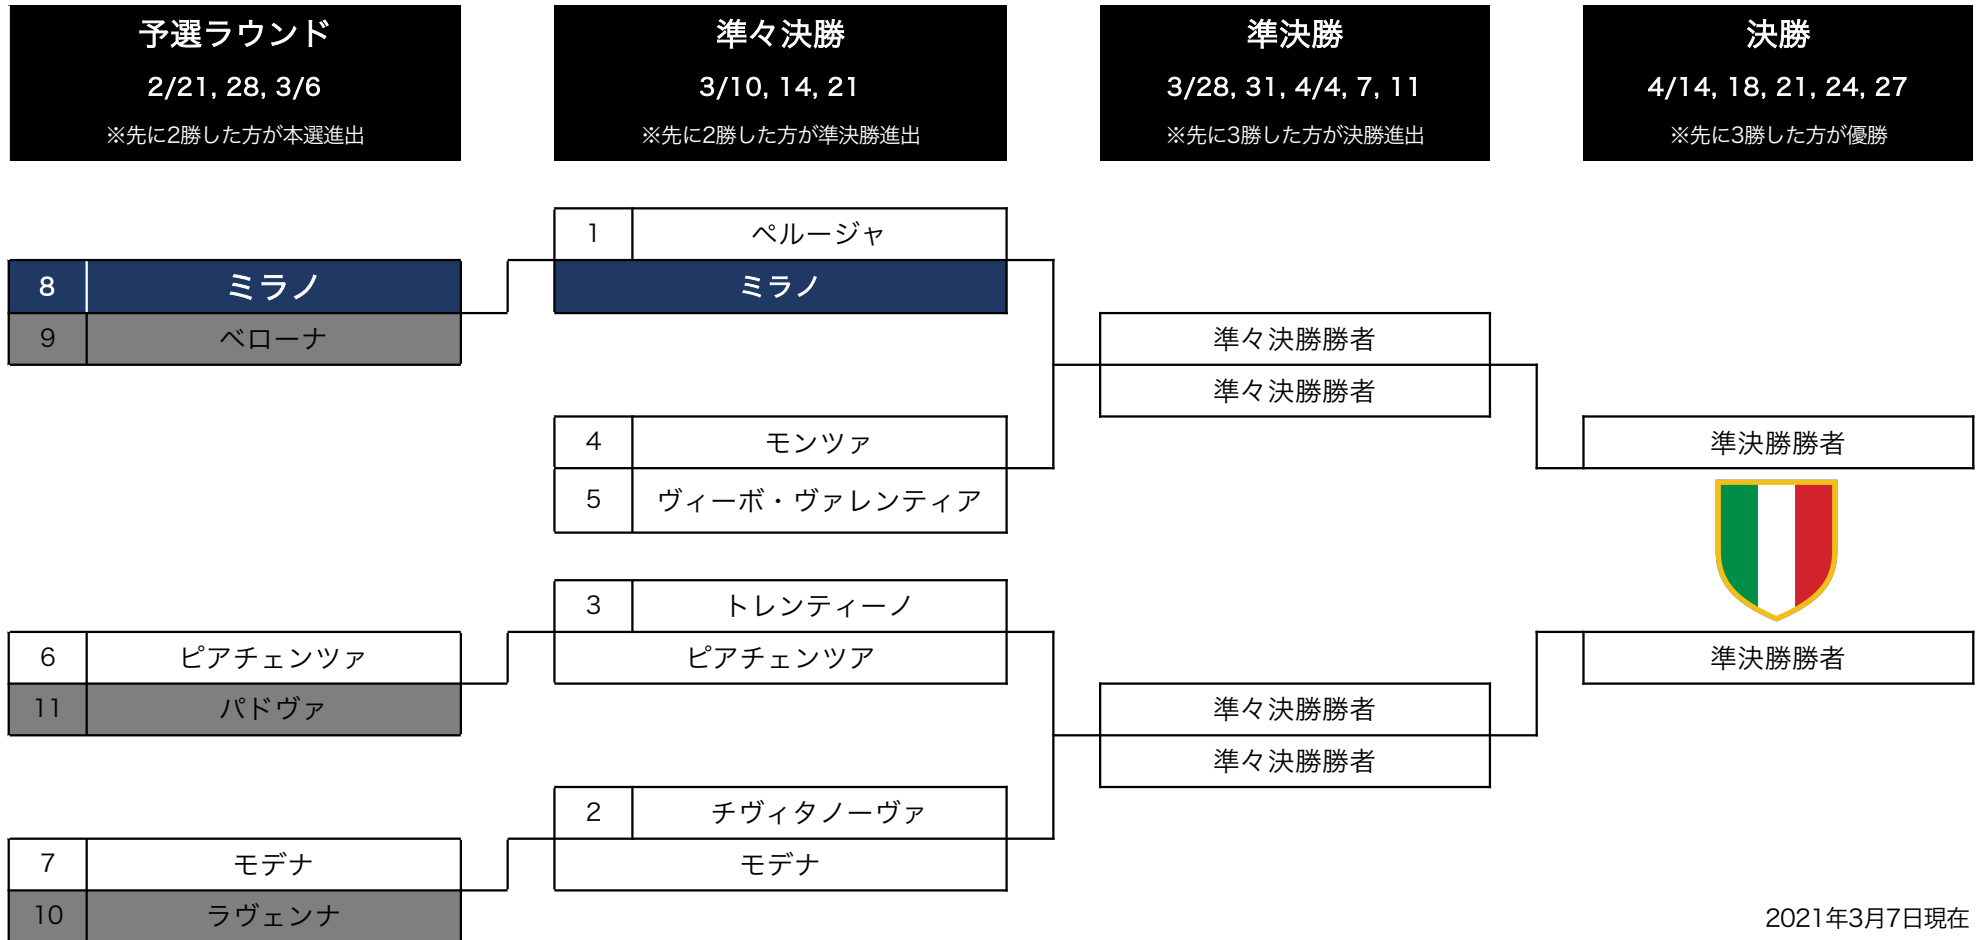 予選ラウンド
2/21, 28, 3/6
※先に2勝した方が本選進出
準々決勝
3/10, 14, 21
※先に2勝した方が準決勝進出
準決勝
3/28, 31, 4/4, 7, 11
※先に3勝した方が決勝進出
決勝
4/14, 18, 21, 24, 27
※先に3勝した方が優勝
8 ミラノ
9 ベローナ
6 ピアチェンツァ
11 パドヴァ
7 モデナ
10 ラヴェンナ
1 ペルージャ
ミラノ
4 モンツァ
5 ヴィーボ・ヴァレンティア
3 トレンティーノ
ピアチェンツア
2 チヴィタノーヴァ
モデナ
準々決勝勝者
準々決勝勝者
準々決勝勝者
準々決勝勝者
準決勝勝者
準決勝勝者
2021年3月7日現在